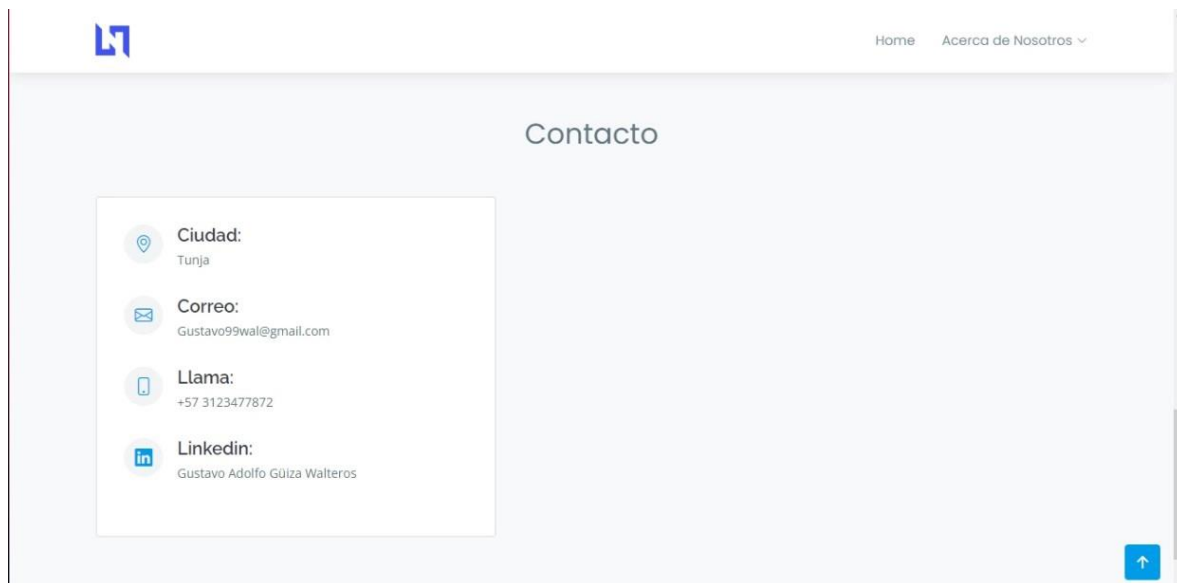 Home Acerca de Nosotros
Contacto
Ciudad:
Tunja
Correo:
Gustavo99wal@gmail.com
Llama:
+57 3123477872
Linkedin:
Gustavo Adolfo Güiza Walteros